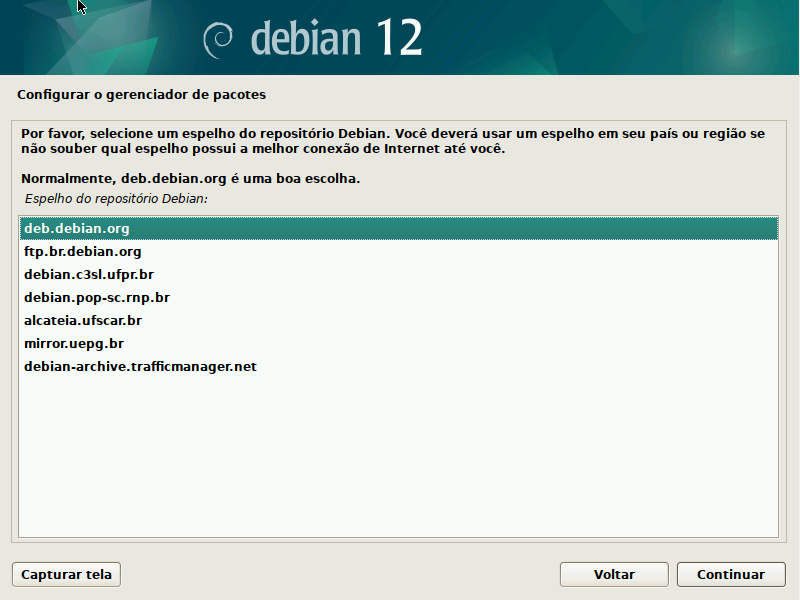 debian 12
Configurar o gerenciador de pacotes
Por favor, selecione um espelho do repositório Debian. Você deverá usar um espelho em seu país ou região se
não souber qual espelho possui a melhor conexão de Internet até você.
Normalmente, deb.debian.org é uma boa escolha.
Espelho do repositório Debian:
deb.debian.org
ftp.br.debian.org
debian.c3sl.ufpr.br
debian.pop-sc.rnp.br
alcateia.ufscar.br
mirror.uepg.br
debian-archive.trafficmanager.net
Capturar tela
Voltar
Continuar